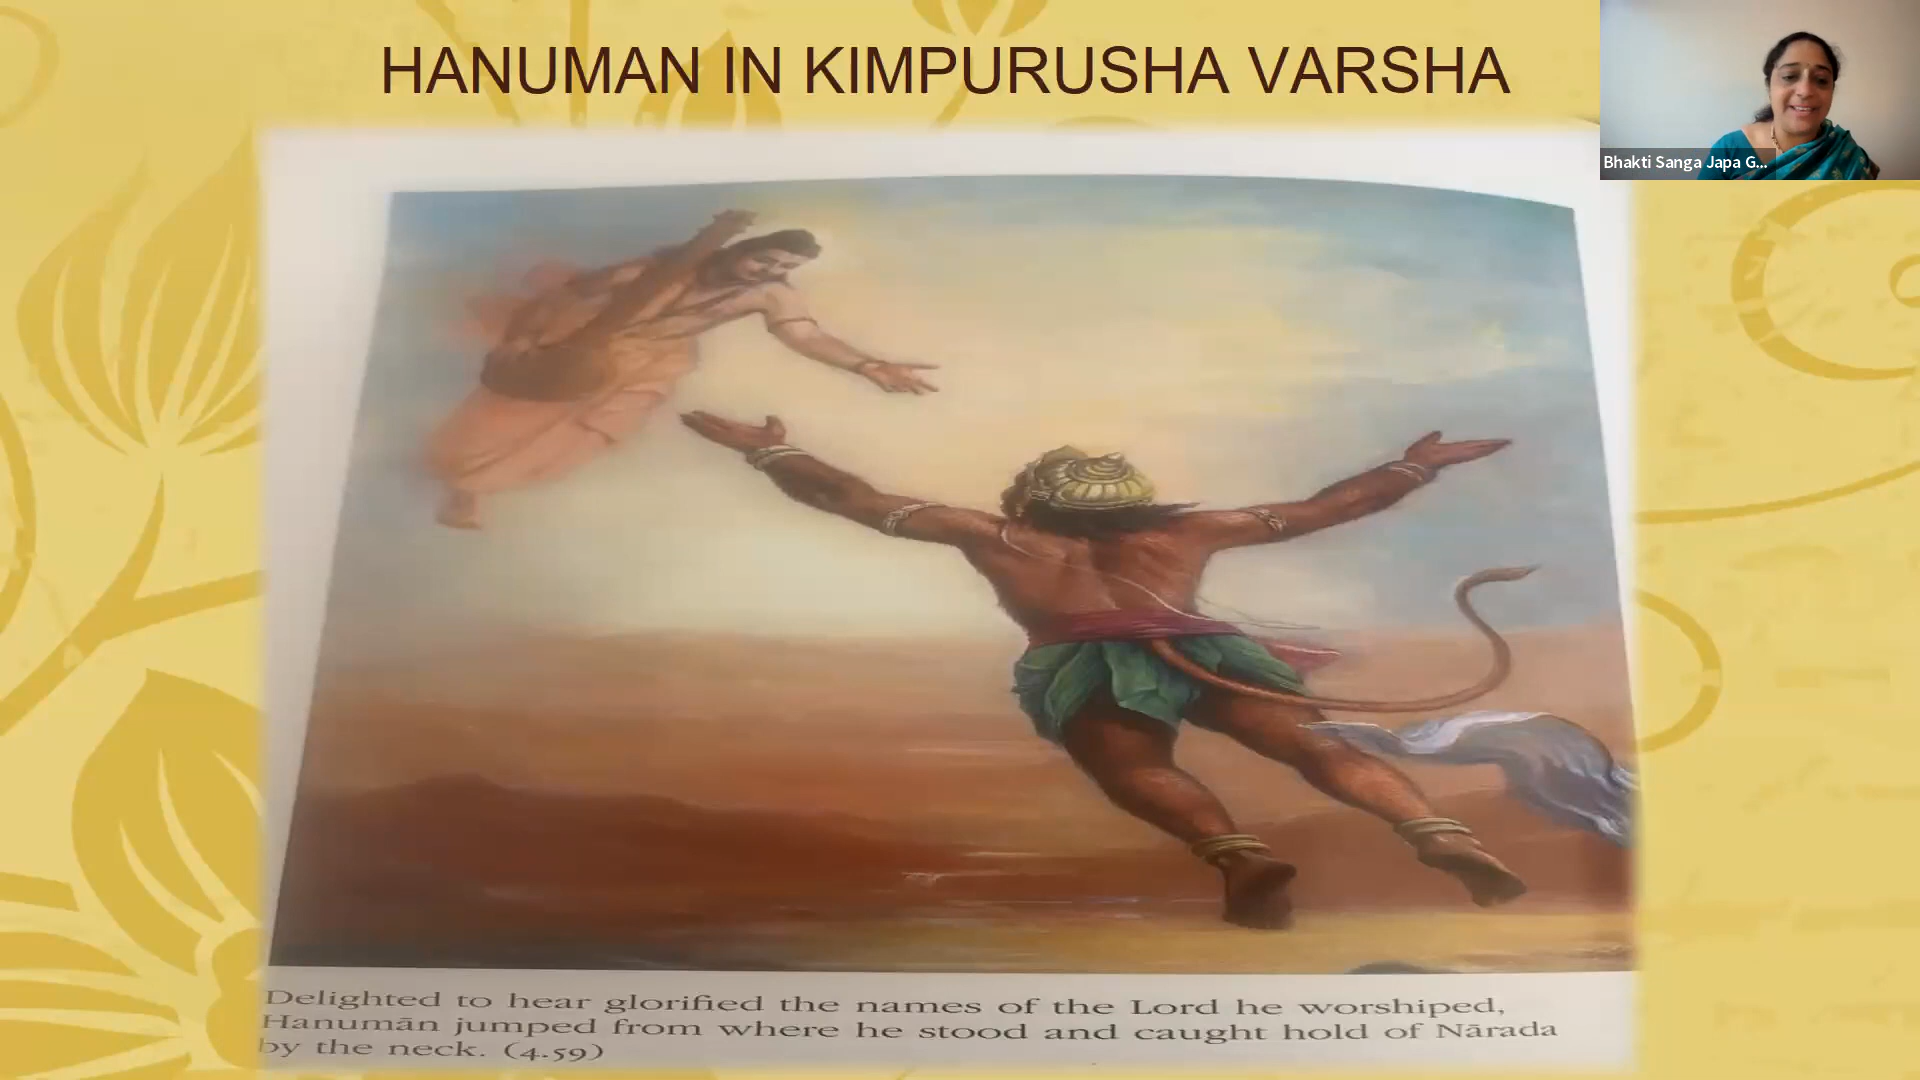 HANUMAN IN KIMPURUSHA VARSHA
Bhakti Sanga Japa G...
Delighted to hear glorified the names of the Lord he worshiped,
Hanumān jumped from where he stood and caught hold of Nārada
by the neck. (4.59)